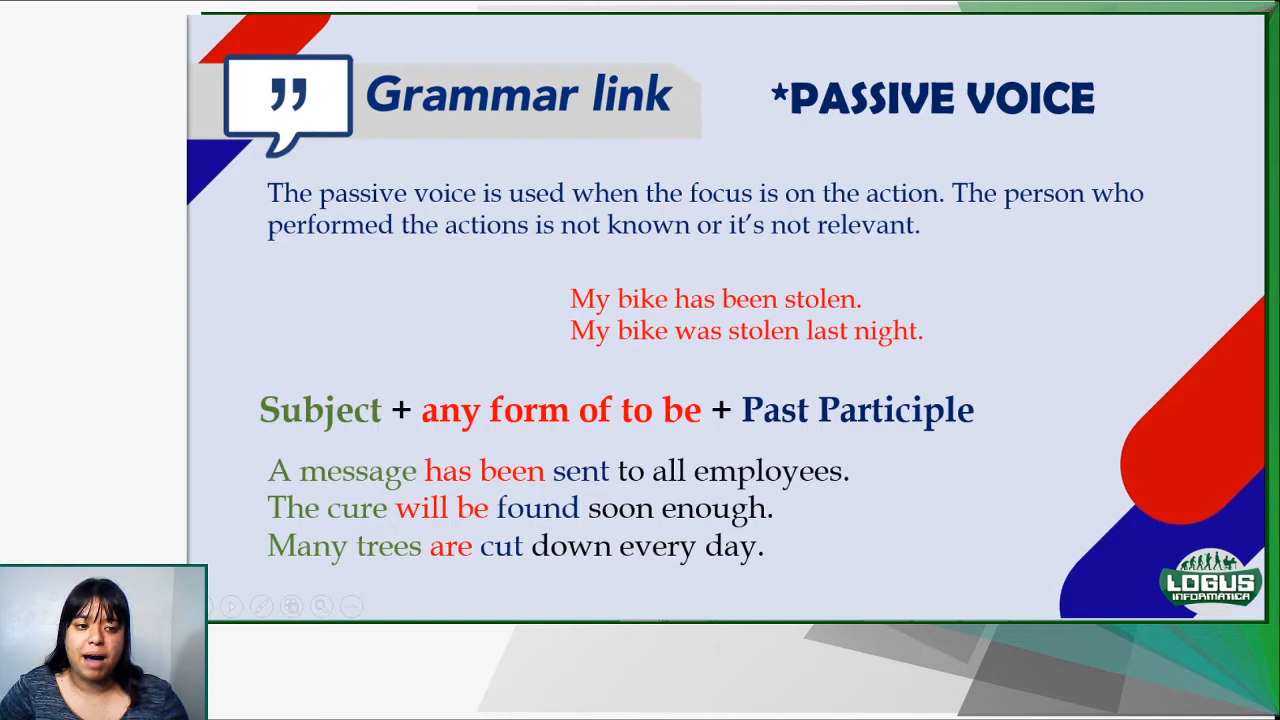 Grammar link
*PASSIVE VOICE
The passive voice is used when the focus is on the action. The person who
performed the actions is not known or it's not relevant.
My bike has been stolen.
My bike was stolen last night.
Subject + any form of to be + Past Participle
A message has been sent to all employees.
The cure will be found soon enough.
Many trees are cut down every day.
LOGUS
INFORMATICA